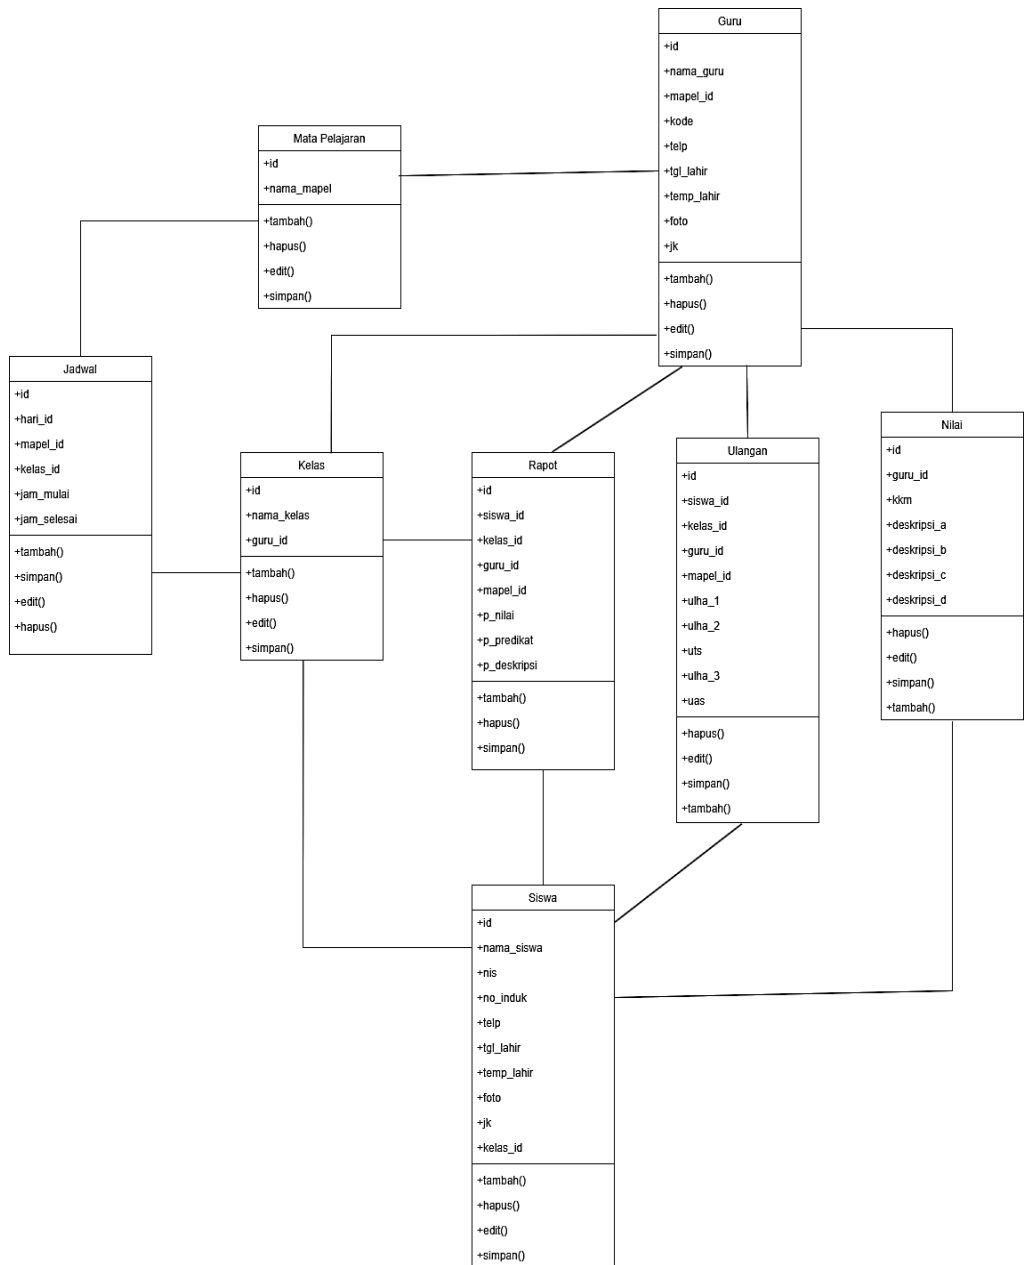 Guru
+id
+nama_guru
+mapel_id
+kode
+telp
+tgl_lahir
+temp_lahir
+foto
+jk
+tambah()
+hapus()
+edit()
+simpan()
Mata Pelajaran
+id
+nama_mapel
+tambah()
+hapus()
+edit()
+simpan()
Jadwal
+id
+hari_id
+mapel_id
+kelas_id
+jam_mulai
+jam_selesai
+tambah()
+simpan()
+edit()
+hapus()
Kelas
+id
+nama_kelas
+guru_id
+tambah()
+hapus()
+edit()
+simpan()
Rapot
+id
+siswa_id
+kelas_id
+guru_id
+mapel_id
+p_nilai
+p_predikat
+p_deskripsi
+tambah()
+hapus()
+simpan()
Ulangan
+id
+siswa_id
+kelas_id
+guru_id
+mapel_id
+ulha_1
+ulha_2
+uts
+ulha_3
+uas
+hapus()
+edit()
+simpan()
+tambah()
Nilai
+id
+guru_id
+kkm
+deskripsi_a
+deskripsi_b
+deskripsi_c
+deskripsi_d
+hapus()
+edit()
+simpan()
+tambah()
Siswa
+id
+nama_siswa
+nis
+no_induk
+telp
+tgl_lahir
+temp_lahir
+foto
+jk
+kelas_id
+tambah()
+hapus()
+edit()
+simpan()